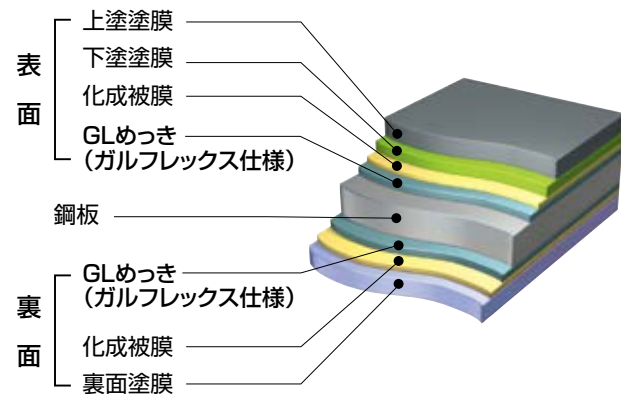 表面
上塗塗膜
下塗塗膜
化成被膜
GLめっき
(ガルフレックス仕様)
鋼板
裏面
GLめっき
(ガルフレックス仕様)
化成被膜
裏面塗膜